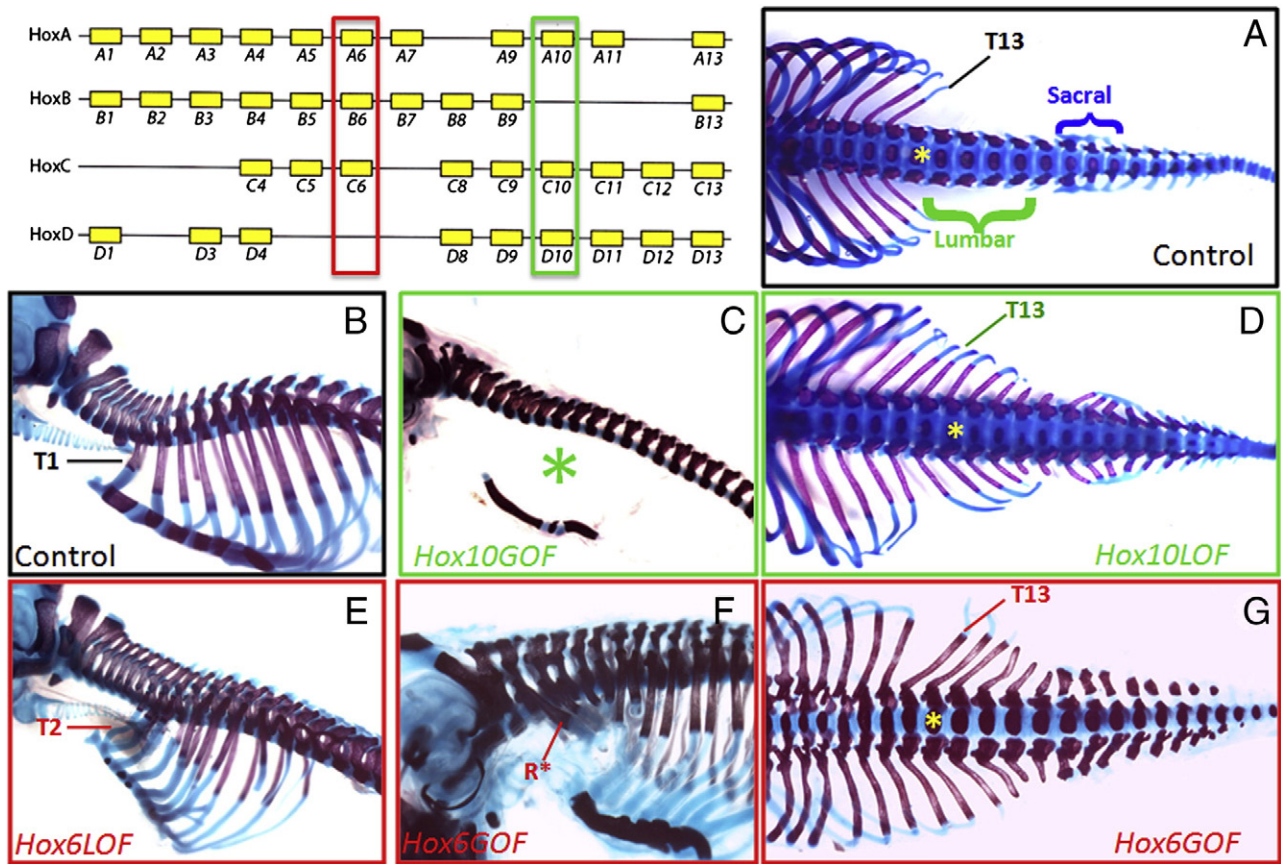 HoxA
A1 A2 A3 A4 A5 A6 A7 A9 A10 A11 A13
HoxB
B1 B2 B3 B4 B5 B6 B7 B8 B9 B13
HoxC
C4 C5 C6 C8 C9 C10 C11 C12 C13
HoxD
D1 D3 D4 D8 D9 D10 D11 D12 D13
A
T13
Sacral
*
Lumbar
Control
B
T1
Control
C
*
Hox10GOF
D
T13
*
Hox10LOF
E
T2
Hox6LOF
F
R*
Hox6GOF
G
T13
*
Hox6GOF